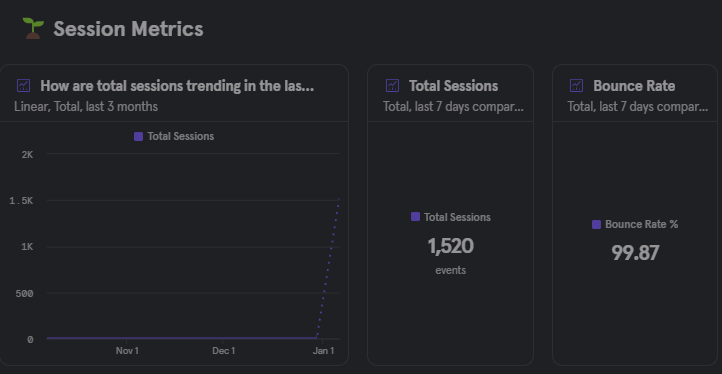 Session Metrics
How are total sessions trending in the las...
Linear, Total, last 3 months
Total Sessions
2K
1.5K
1K
500
0
Nov 1 Dec 1 Jan 1
Total Sessions
Total, last 7 days compar...
Total Sessions
1,520
events
Bounce Rate
Total, last 7 days compar...
Bounce Rate %
99.87